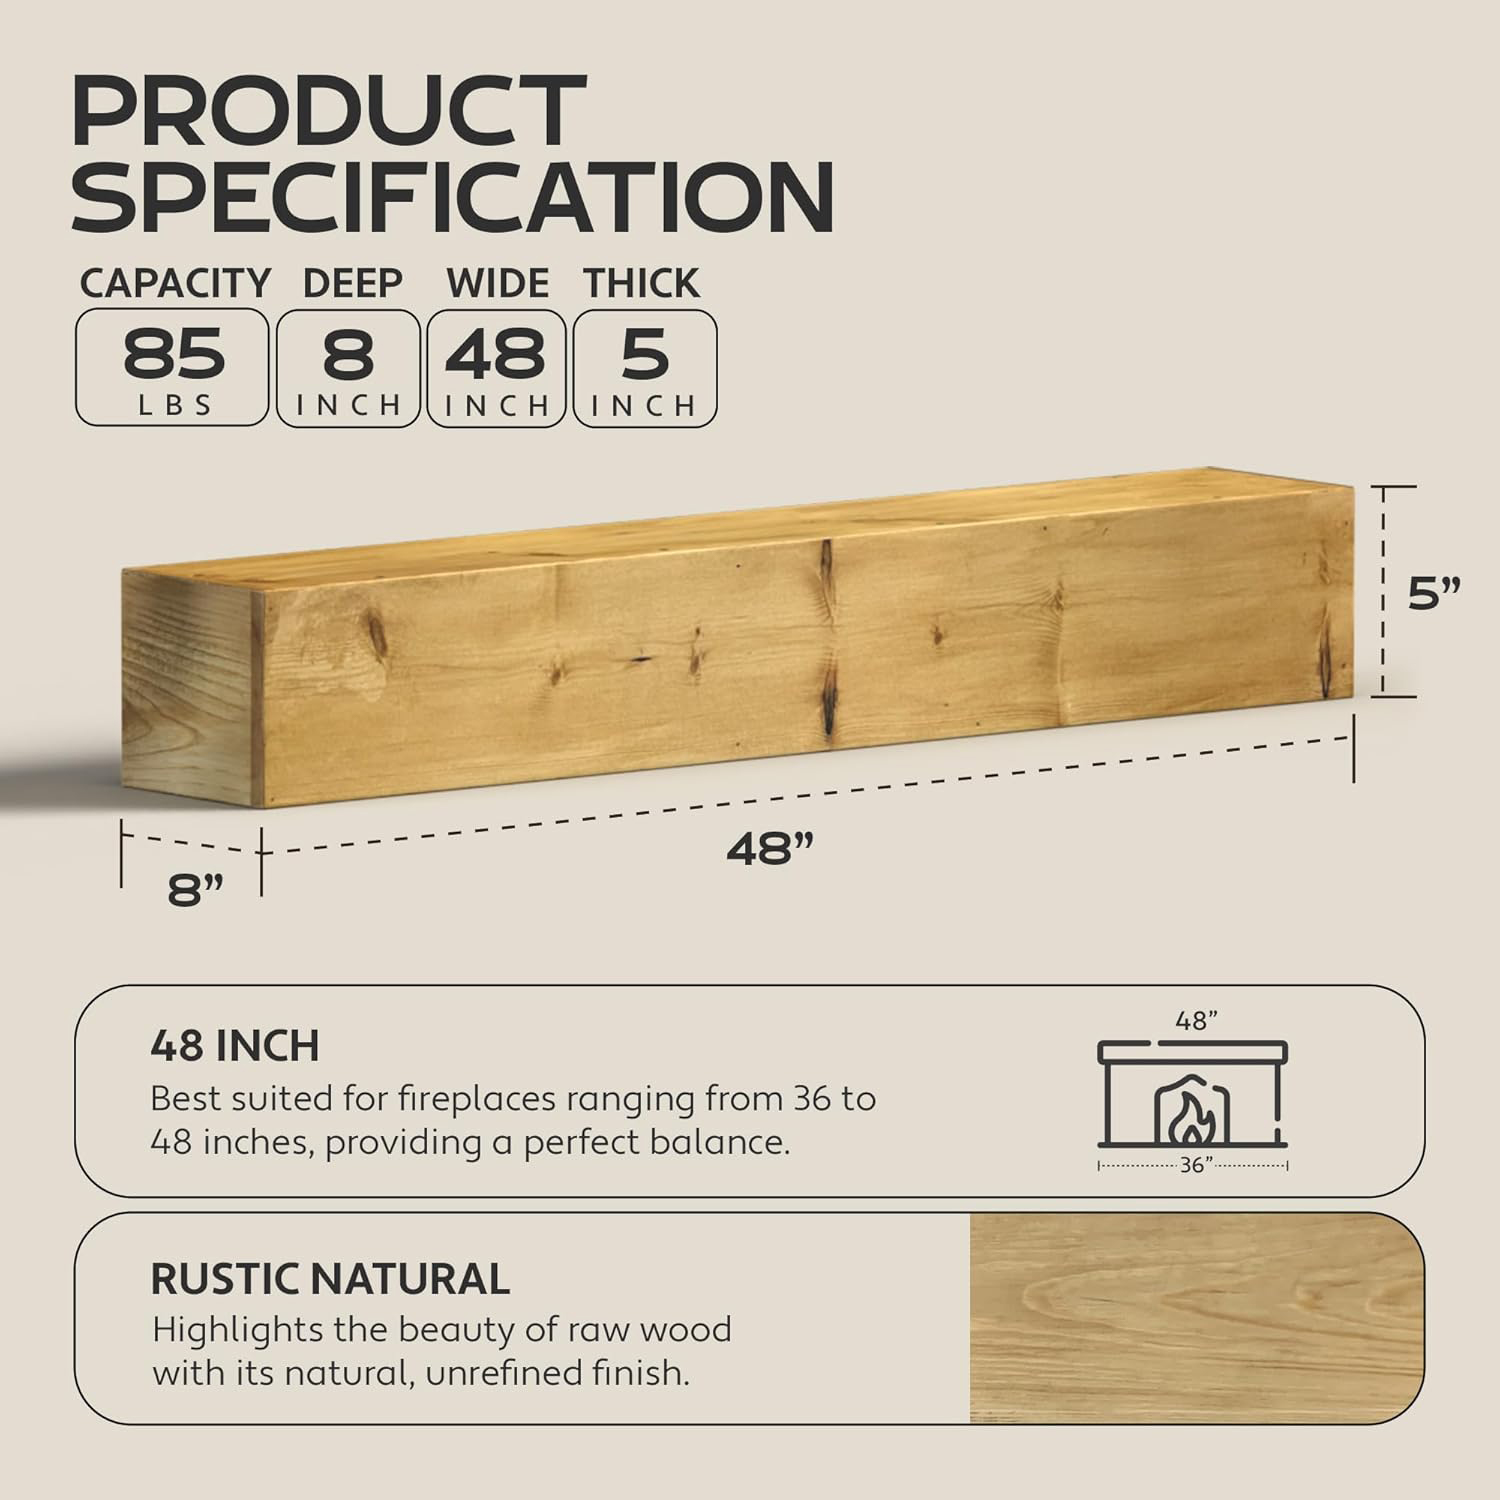 PRODUCT
SPECIFICATION
CAPACITY DEEP WIDE THICK
85 8 48 5
LBS INCH INCH INCH
5”
48”
8”
48 INCH
Best suited for fireplaces ranging from 36 to
48 inches, providing a perfect balance.
48”
36”
RUSTIC NATURAL
Highlights the beauty of raw wood
with its natural, unrefined finish.